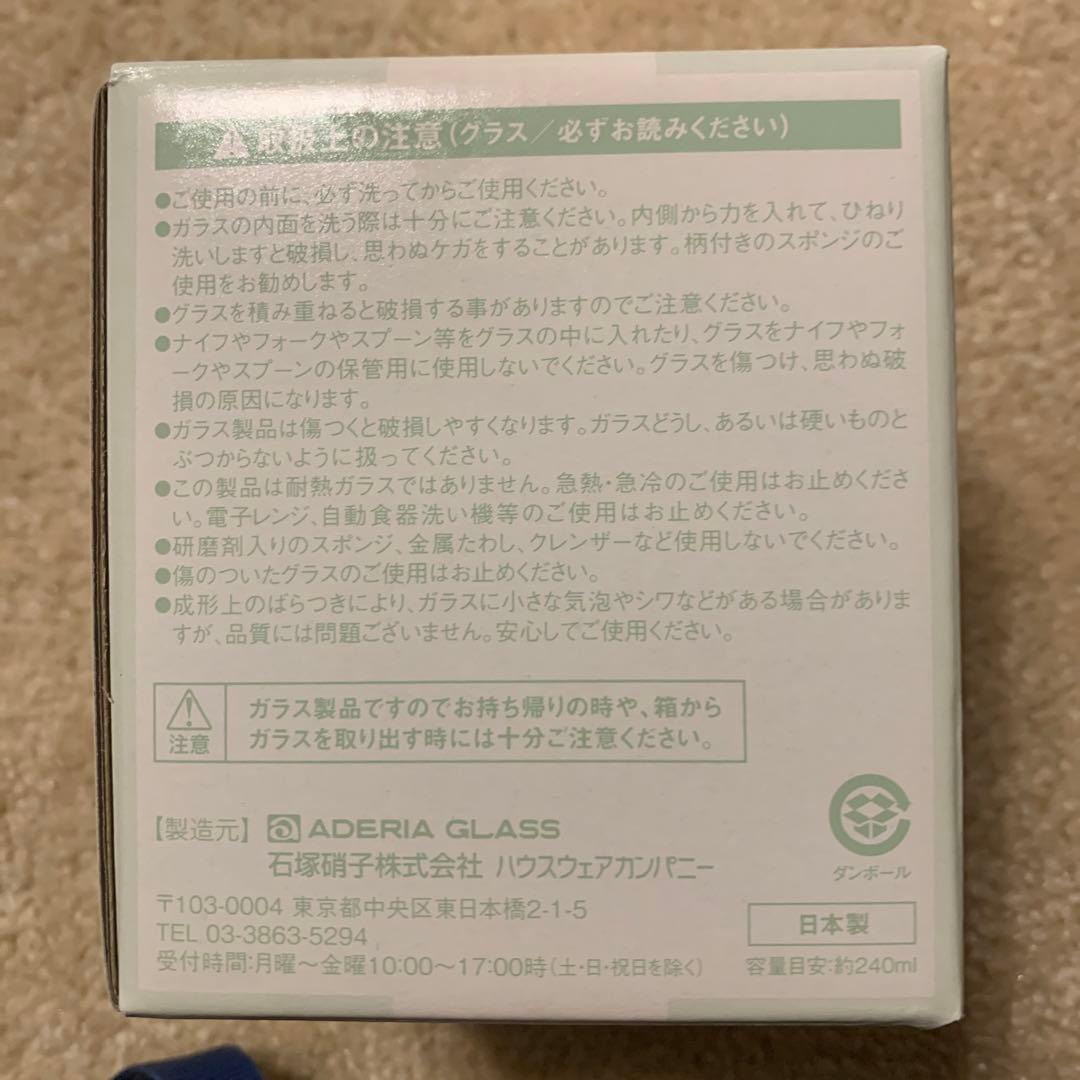 取扱上の注意(グラス／必ずお読みください)
●ご使用の前に、必ず洗ってからご使用ください。
●ガラスの内面を洗う際は十分にご注意ください。内側から力を入れて、ひねり
洗いしますと破損し、思わぬケガをすることがあります。柄付きのスポンジのご
使用をお勧めします。
●グラスを積み重ねると破損する事がありますのでご注意ください。
●ナイフやフォークやスプーン等をグラスの中に入れたり、グラスをナイフやフォ
ークやスプーンの保管用に使用しないでください。グラスを傷つけ、思わぬ破
損の原因になります。
●ガラス製品は傷つくと破損しやすくなります。ガラスどうし、あるいは硬いものと
ぶつからないように扱ってください。
●この製品は耐熱ガラスではありません。急熱・急冷のご使用はお止めくださ
い。電子レンジ、自動食器洗い機等のご使用はお止めください。
●研磨剤入りのスポンジ、金属たわし、クレンザーなど使用しないでください。
●傷のついたグラスのご使用はお止めください。
●成形上のばらつきにより、ガラスに小さな気泡やシワなどがある場合がありま
すが、品質には問題ございません。安心してご使用ください。
注意
ガラス製品ですのでお持ち帰りの時や、箱から
ガラスを取り出す時には十分ご注意ください。
【製造元】 ADERIA GLASS
石塚硝子株式会社 ハウスウェアカンパニー
ダンボール
〒103-0004 東京都中央区東日本橋2-1-5
TEL 03-3863-5294
日本製
受付時間:月曜〜金曜10:00〜17:00時(土・日・祝日を除く)
容量目安:約240ml